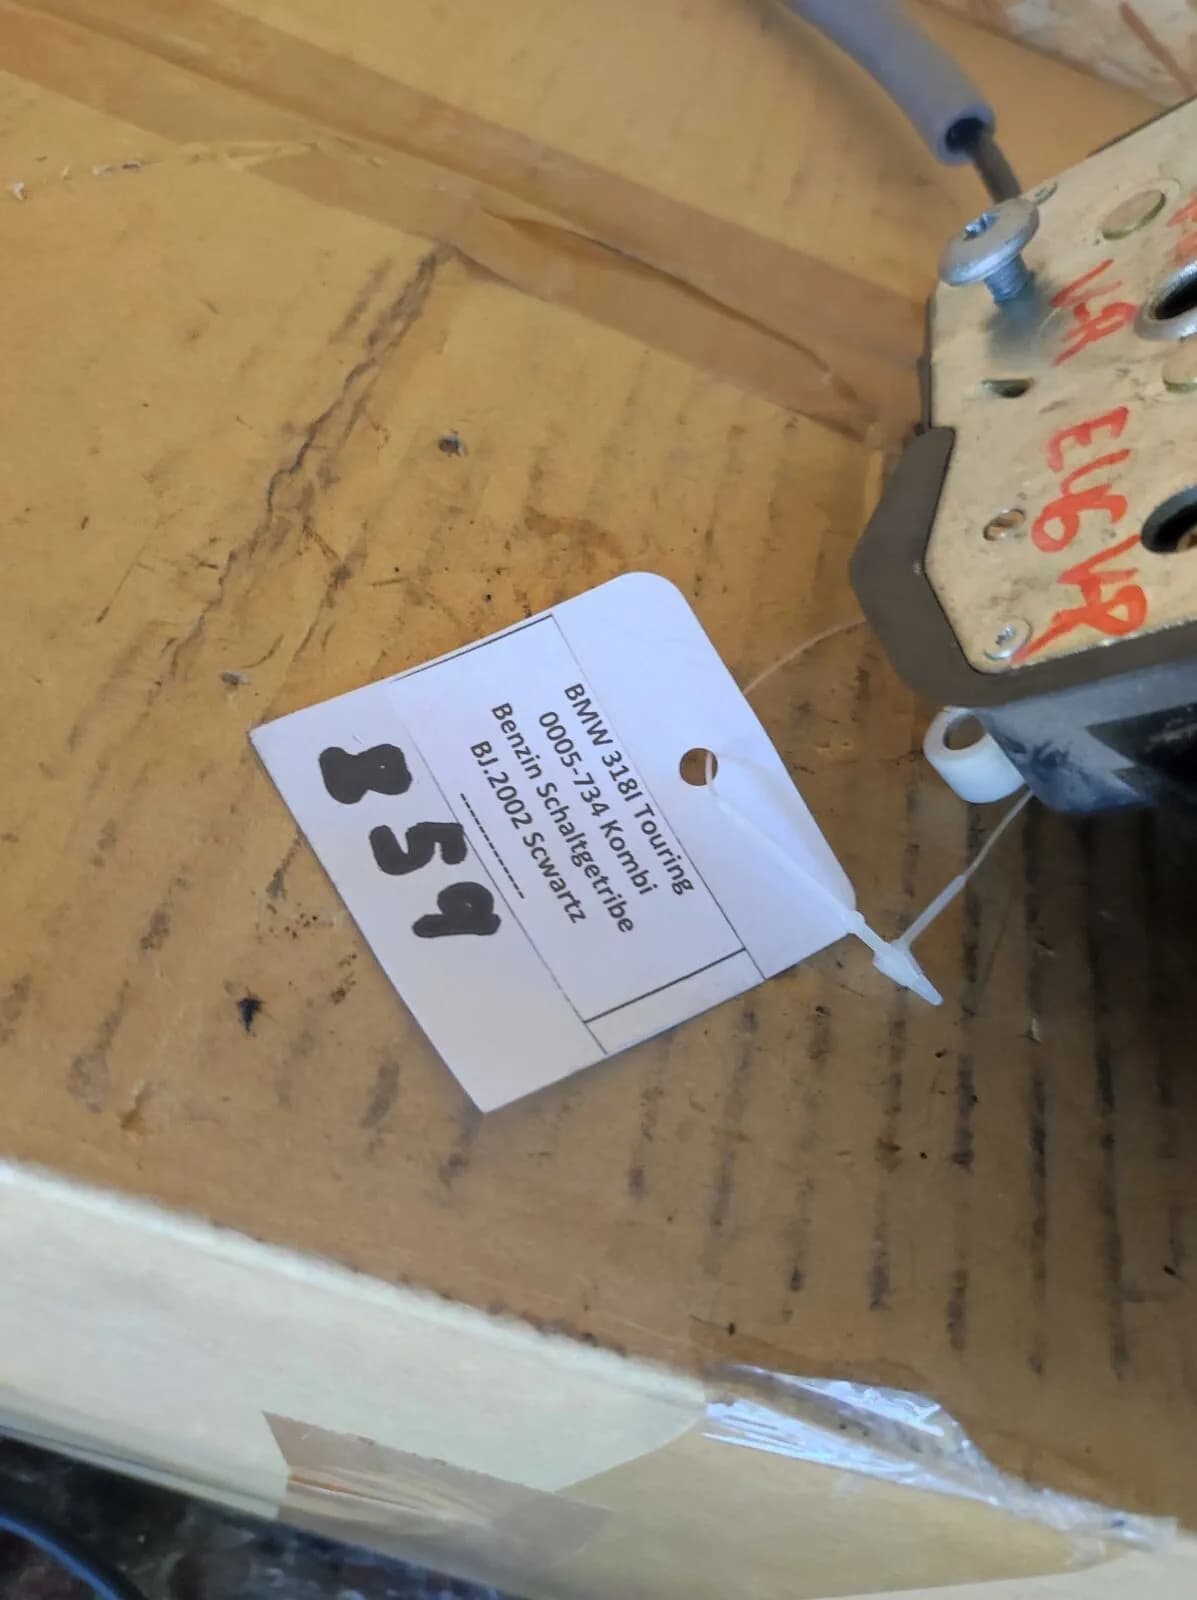 BMW 318I Touring
0005-734 Kombi
Benzin Schaltgetribe
BJ.2002 Scwartz
----------------
859
V-R
E46 V-R